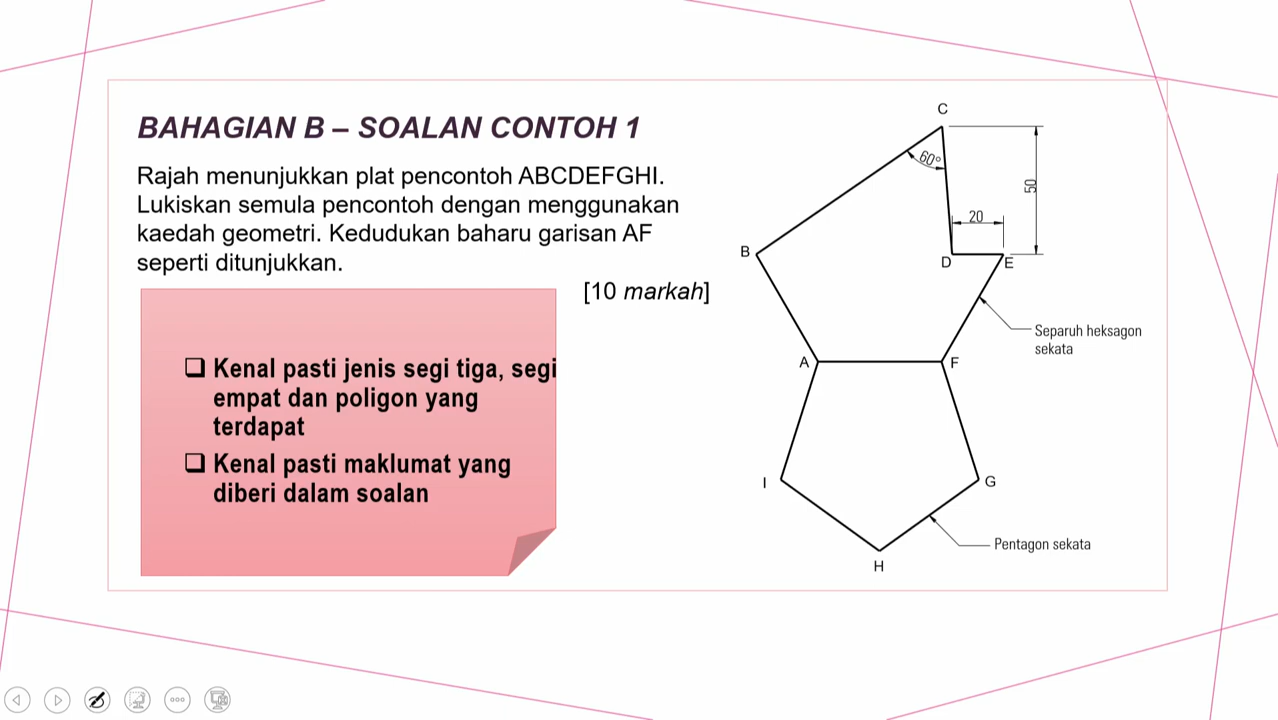 BAHAGIAN B – SOALAN CONTOH 1
Rajah menunjukkan plat pencontoh ABCDEFGHI.
Lukiskan semula pencontoh dengan menggunakan
kaedah geometri. Kedudukan baharu garisan AF
seperti ditunjukkan.
[10 markah]
❑ Kenal pasti jenis segi tiga, segi
empat dan poligon yang
terdapat
❑ Kenal pasti maklumat yang
diberi dalam soalan
C
60°
50
20
B
D
E
Separuh heksagon
sekata
A
F
I
G
Pentagon sekata
H